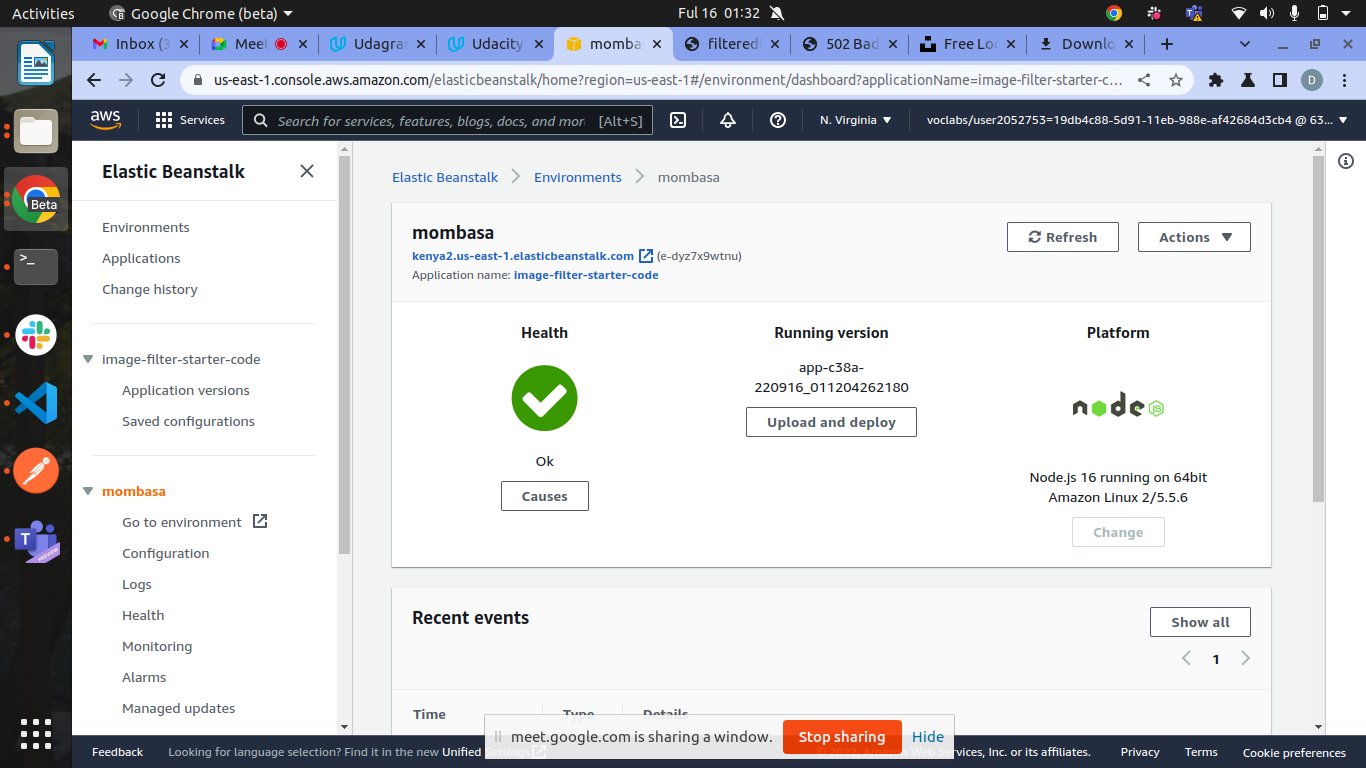 Activities
Google Chrome (beta)
Ful 16 01:32
Inbox (3
Meet
Udagra
Udacity
momba
filteredi
502 Bad
Free Lo
Downlo
us-east-1.console.aws.amazon.com/elasticbeanstalk/home?region=us-east-1#/environment/dashboard?applicationName=image-filter-starter-c…
D
aws
Services
Search for services, features, blogs, docs, and mor
[Alt+S]
N. Virginia
voclabs/user2052753=19db4c88-5d91-11eb-988e-af42684d3cb4 @ 63...
Beta
Elastic Beanstalk
Environments
Applications
Change history
image-filter-starter-code
Application versions
Saved configurations
mombasa
Go to environment
Configuration
Logs
Health
Monitoring
Alarms
Managed updates
Elastic Beanstalk
Environments
mombasa
mombasa
kenya2.us-east-1.elasticbeanstalk.com (e-dyz7x9wtnu)
Application name: image-filter-starter-code
Refresh
Actions
Health
Ok
Causes
Running version
app-c38a-
220916_011204262180
Upload and deploy
Platform
node JS
Node.js 16 running on 64bit
Amazon Linux 2/5.5.6
Change
Recent events
Show all
1
Time
Type
Details
meet.google.com is sharing a window.
Stop sharing
Hide
Feedback
Looking for language selection? Find it in the new Unified Settings
© 2022, Amazon Web Services, Inc. or its affiliates.
Privacy
Terms
Cookie preferences